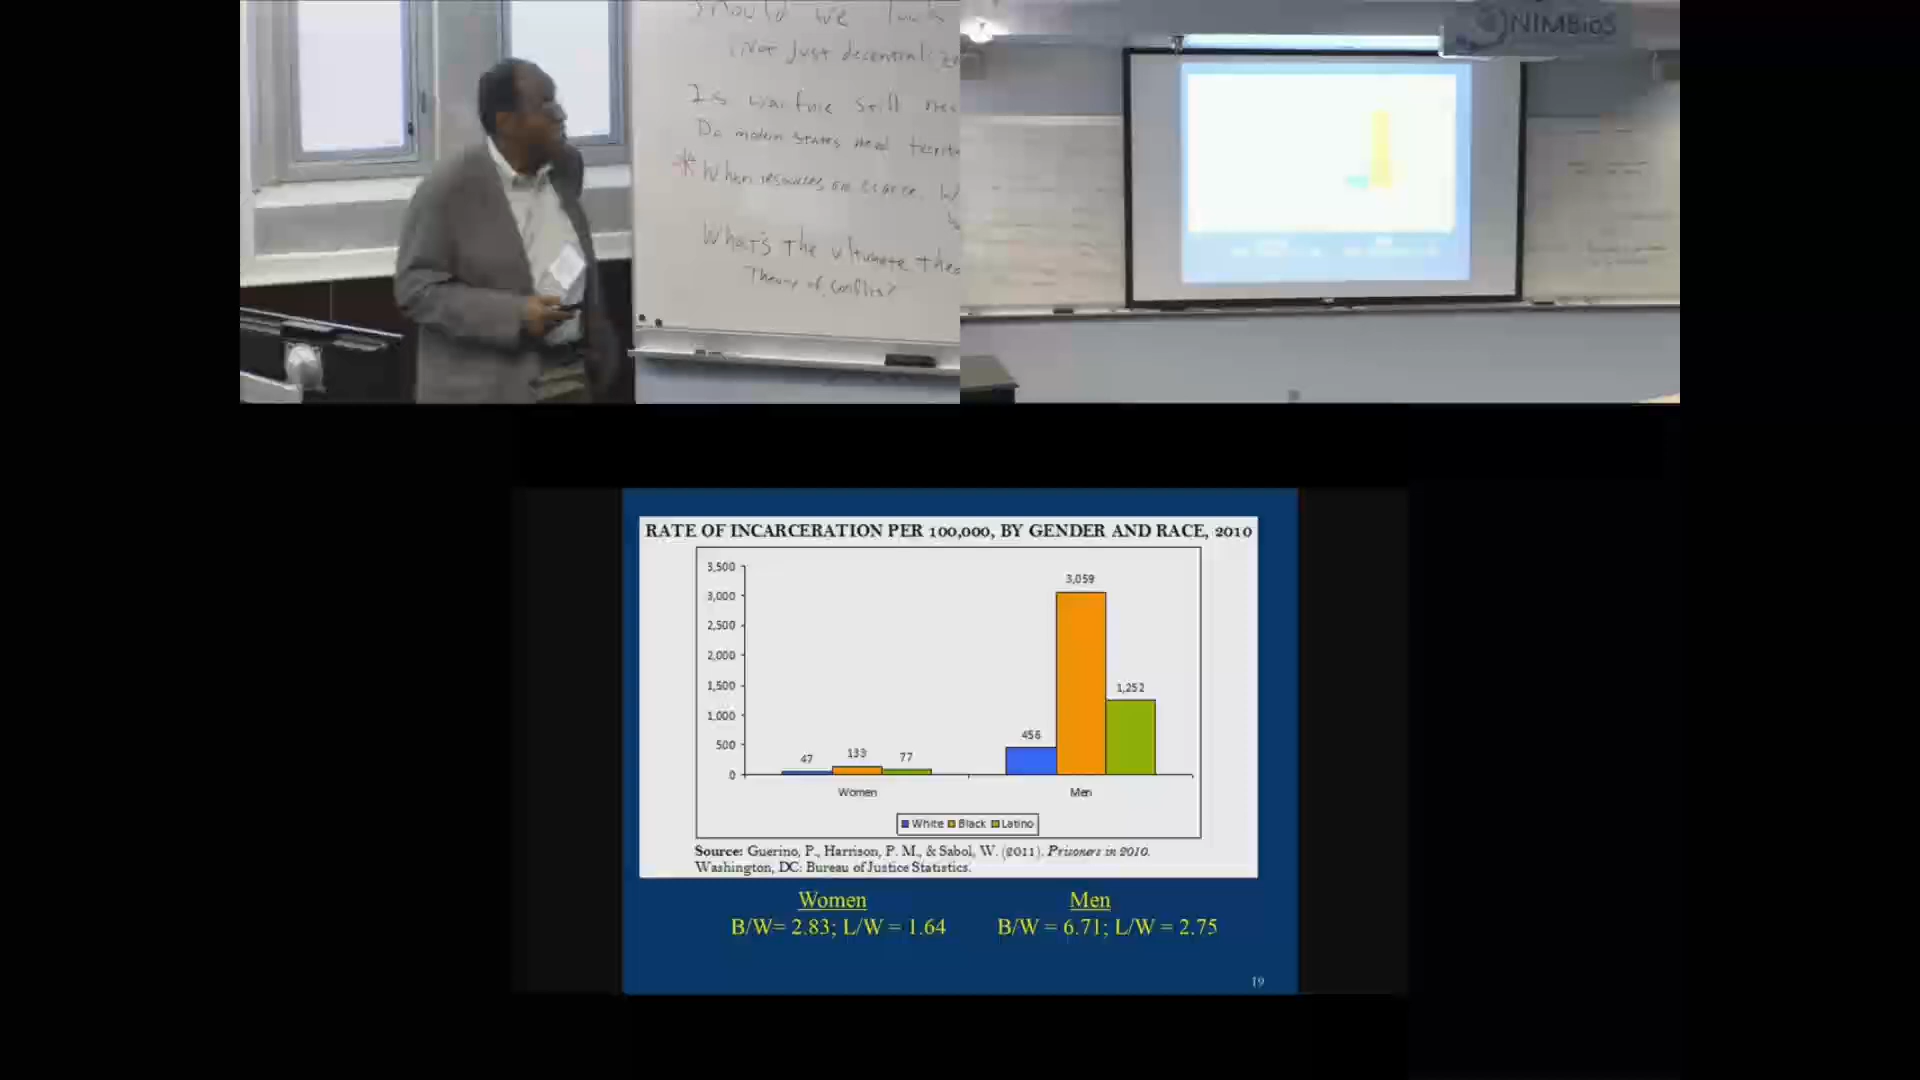 Should we
Not Just decentraliz
Is warfare still nec
Do modern states need territ
* When resources are scarce,
What's the ultimate theo
Theory of Conflict?
NIMBioS
RATE OF INCARCERATION PER 100,000, BY GENDER AND RACE, 2010
3,500
3,000
2,500
2,000
1,500
1,000
500
0
47
133
77
456
3,059
1,252
Women
Men
White Black Latino
Source: Guerino, P., Harrison, P. M., & Sabol, W. (2011). Prisoners in 2010.
Washington, DC: Bureau of Justice Statistics.
Women
Men
B/W= 2.83; L/W = 1.64
B/W = 6.71; L/W = 2.75
19